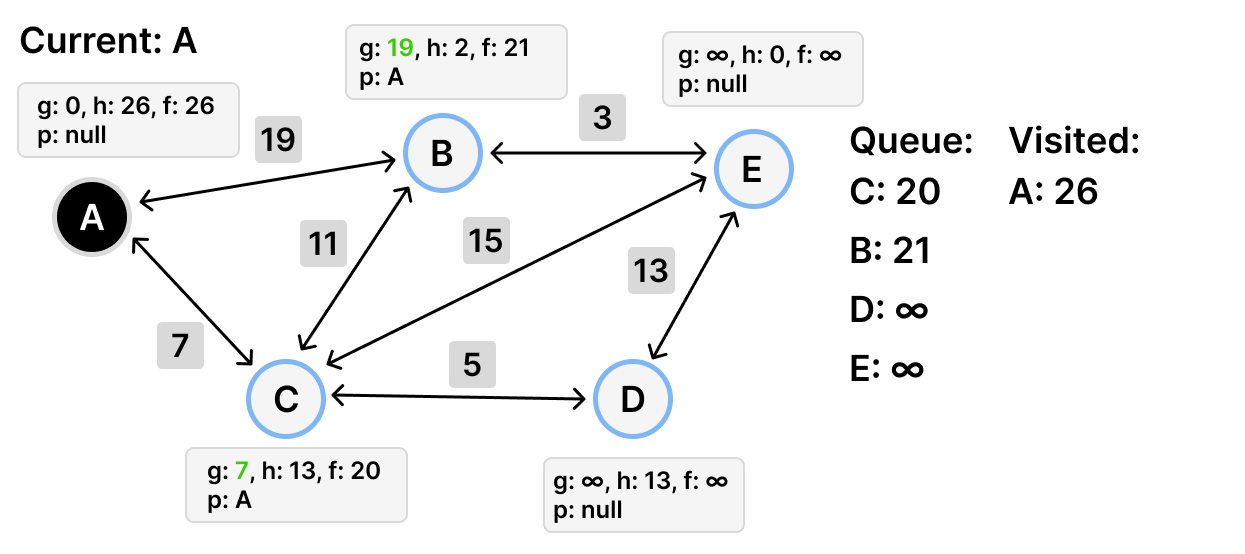 Current: A
g: 0, h: 26, f: 26
p: null
g: 19, h: 2, f: 21
p: A
g: ∞, h: 0, f: ∞
p: null
19
3
A
B
E
11
15
13
7
5
C
D
g: 7, h: 13, f: 20
p: A
g: ∞, h: 13, f: ∞
p: null
Queue:
C: 20
B: 21
D: ∞
E: ∞
Visited:
A: 26